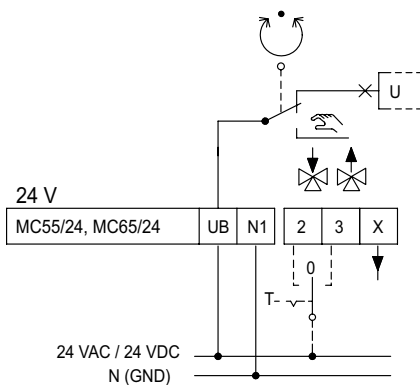 U
24 V
MC55/24, MC65/24 UB N1 2 3 X
0
T
24 VAC / 24 VDC
N (GND)